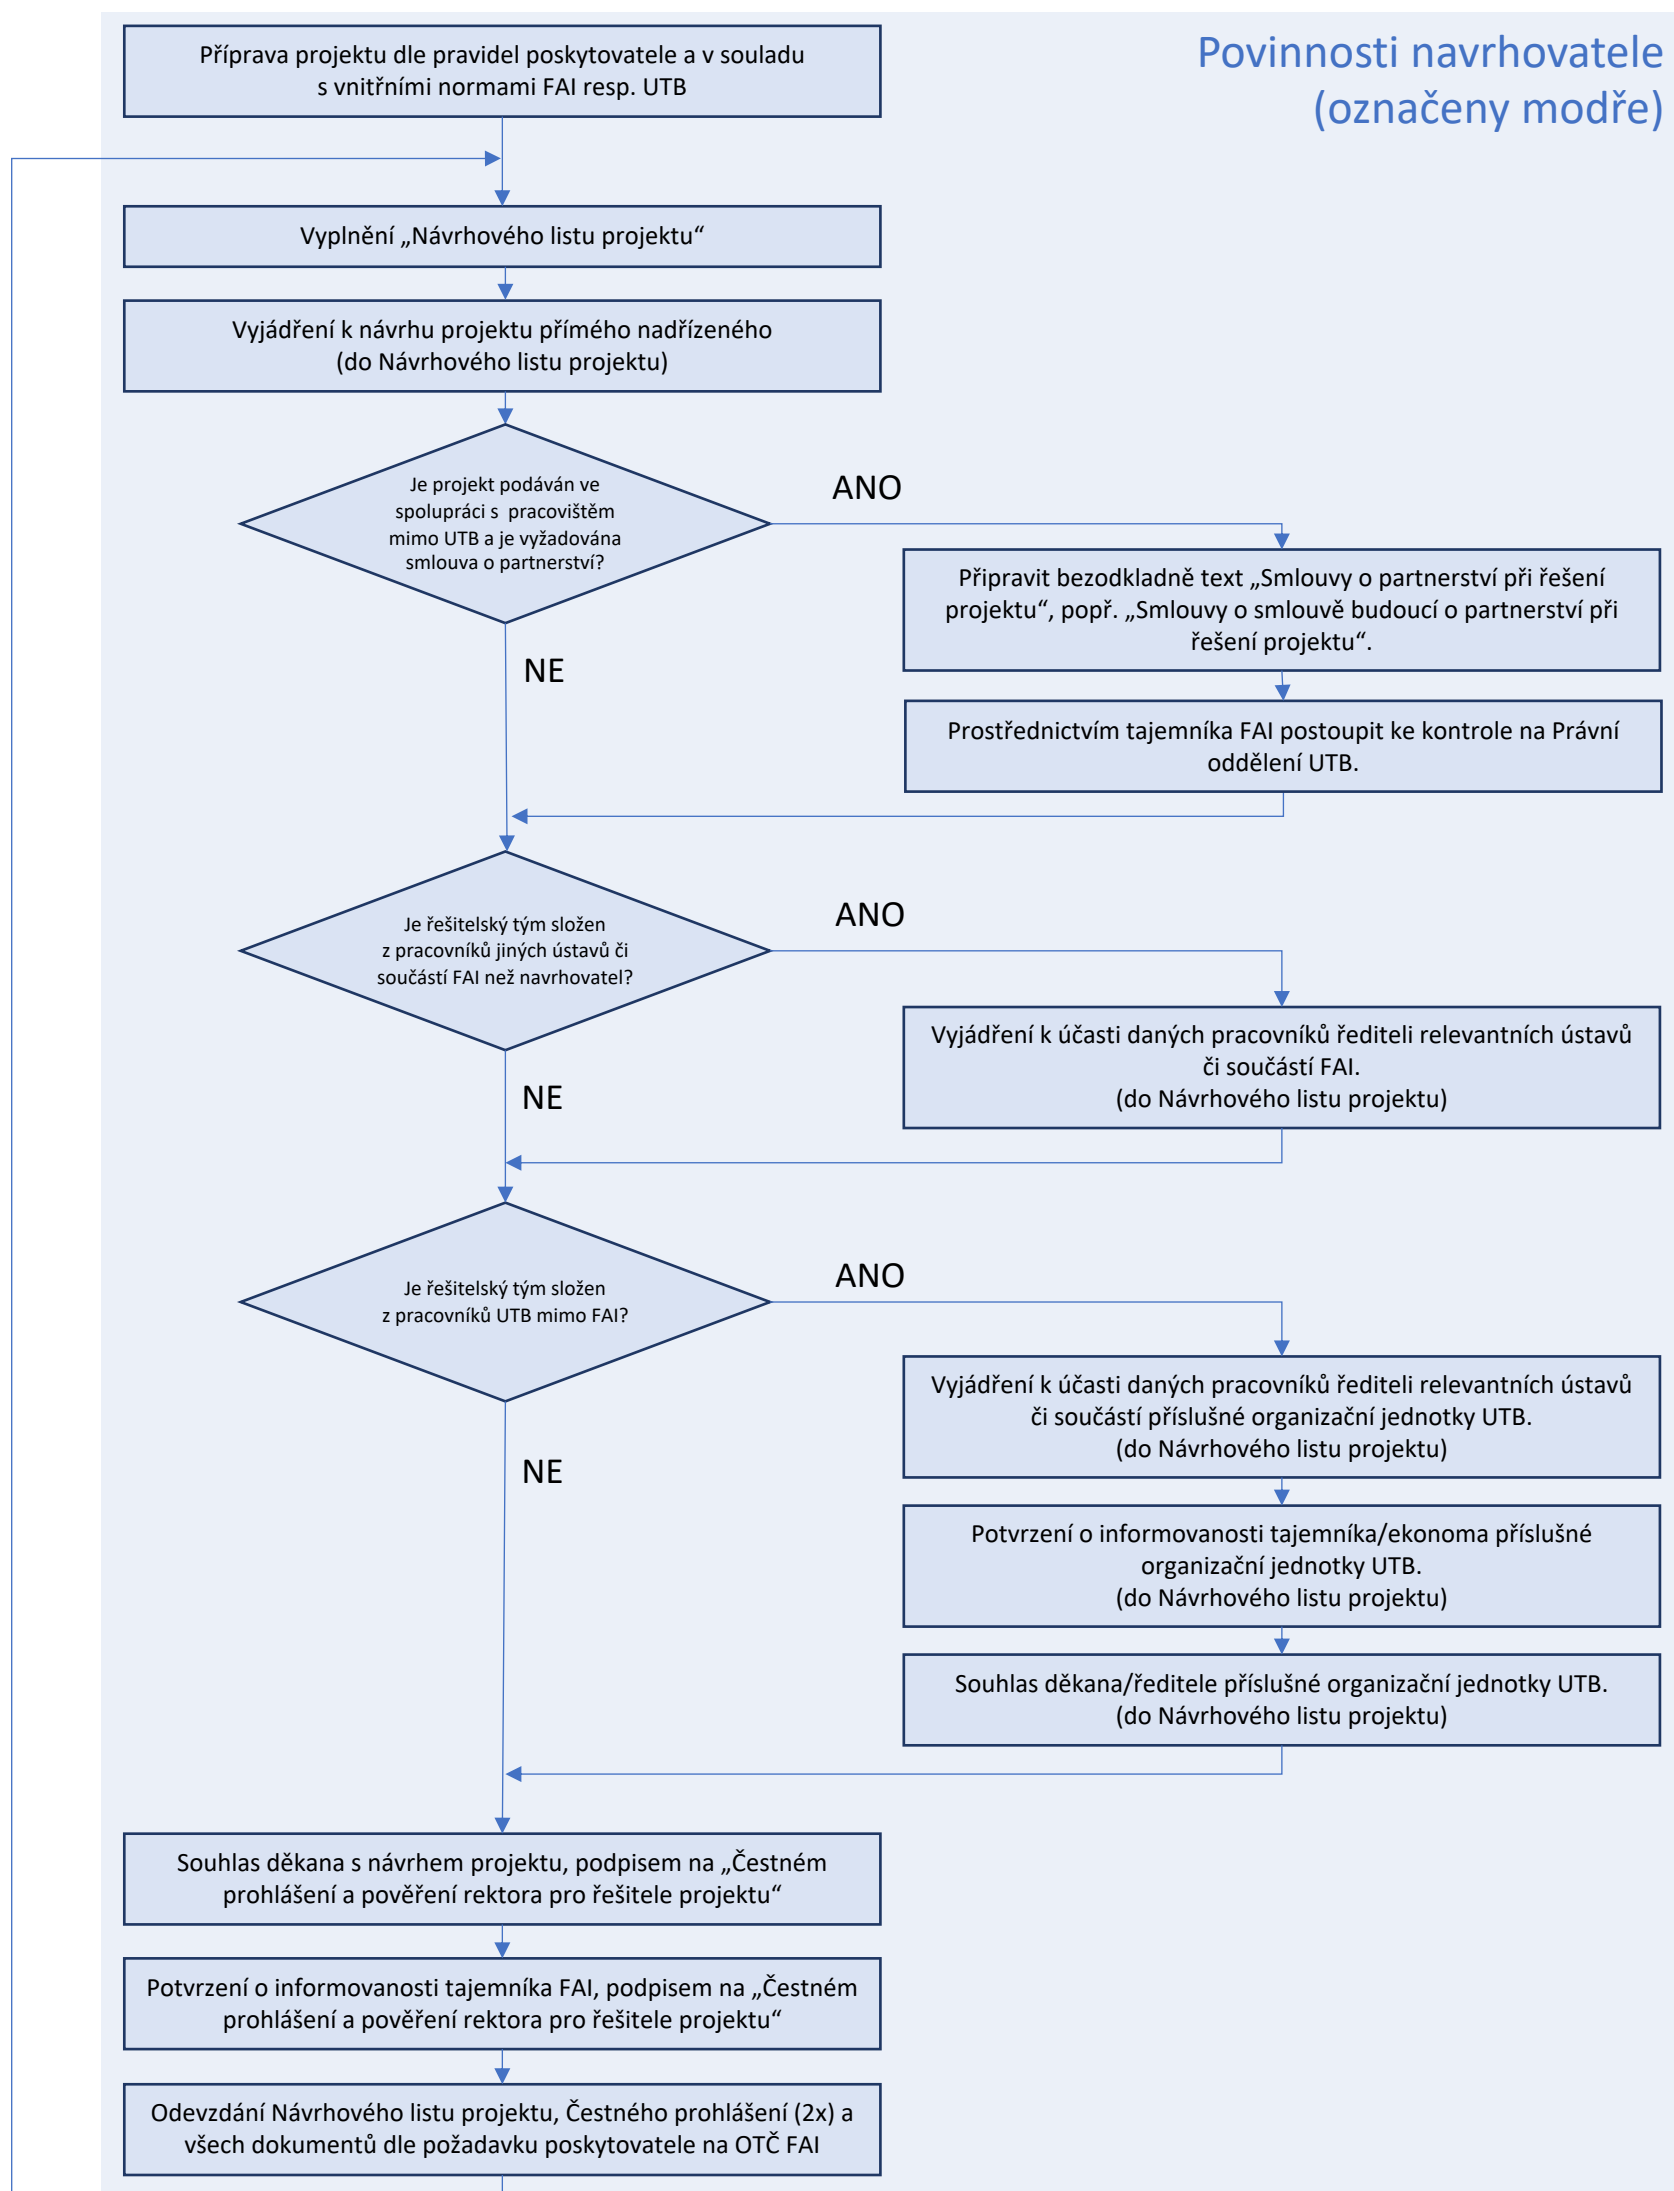 Povinnosti navrhovatele
(označeny modře)
Příprava projektu dle pravidel poskytovatele a v souladu
s vnitřními normami FAI resp. UTB
Vyplnění „Návrhového listu projektu“
Vyjádření k návrhu projektu přímého nadřízeného
(do Návrhového listu projektu)
Je projekt podáván ve
spolupráci s pracovištěm
mimo UTB a je vyžadována
smlouva o partnerství?
ANO
Připravit bezodkladně text „Smlouvy o partnerství při řešení
projektu“, popř. „Smlouvy o smlouvě budoucí o partnerství při
řešení projektu“.
NE
Prostřednictvím tajemníka FAI postoupit ke kontrole na Právní
oddělení UTB.
Je řešitelský tým složen
z pracovníků jiných ústavů či
součástí FAI než navrhovatel?
ANO
Vyjádření k účasti daných pracovníků řediteli relevantních ústavů
či součástí FAI.
(do Návrhového listu projektu)
NE
Je řešitelský tým složen
z pracovníků UTB mimo FAI?
ANO
Vyjádření k účasti daných pracovníků řediteli relevantních ústavů
či součástí příslušné organizační jednotky UTB.
(do Návrhového listu projektu)
NE
Potvrzení o informovanosti tajemníka/ekonoma příslušné
organizační jednotky UTB.
(do Návrhového listu projektu)
Souhlas děkana/ředitele příslušné organizační jednotky UTB.
(do Návrhového listu projektu)
Souhlas děkana s návrhem projektu, podpisem na „Čestném
prohlášení a pověření rektora pro řešitele projektu“
Potvrzení o informovanosti tajemníka FAI, podpisem na „Čestném
prohlášení a pověření rektora pro řešitele projektu“
Odevzdání Návrhového listu projektu, Čestného prohlášení (2x) a
všech dokumentů dle požadavku poskytovatele na OTČ FAI